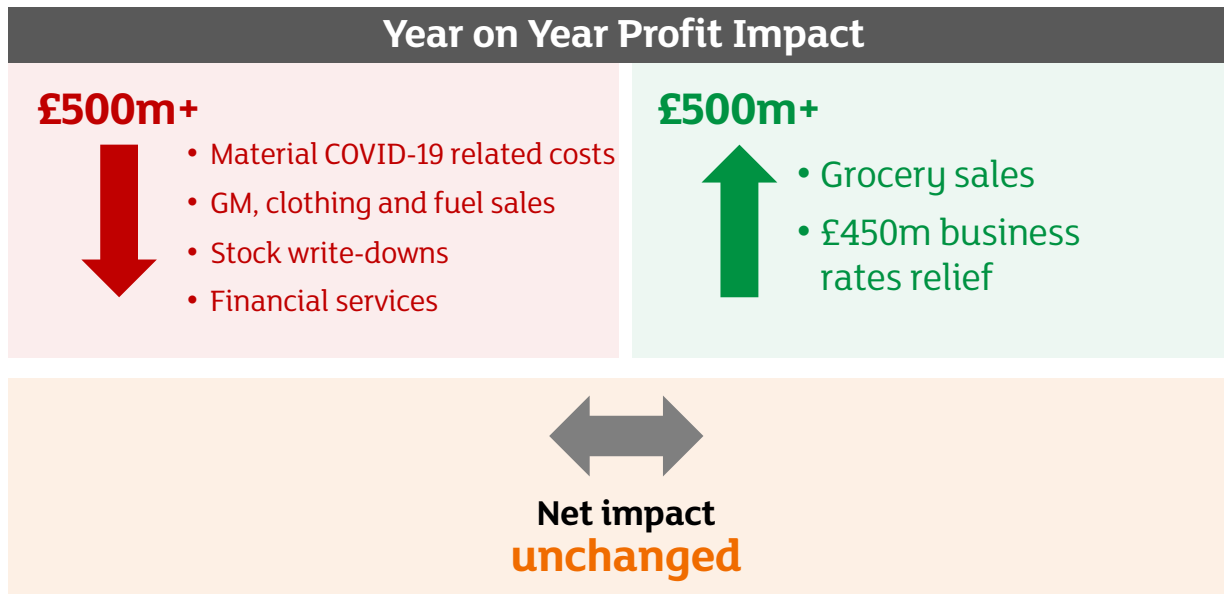 Year on Year Profit Impact
£500m+
• Material COVID-19 related costs
• GM, clothing and fuel sales
• Stock write-downs
• Financial services
£500m+
• Grocery sales
• £450m business
rates relief
Net impact
unchanged